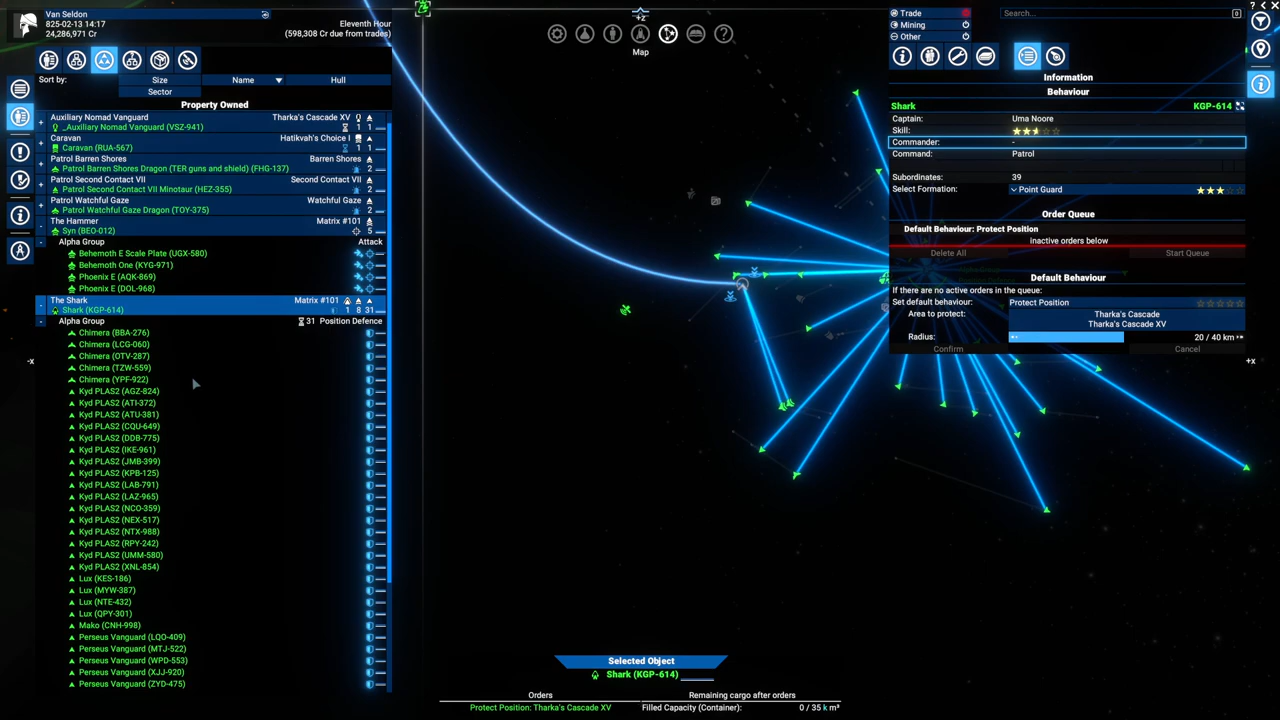 Van Seldon
825-02-13 14:17
24,286,971 Cr
Eleventh Hour
(598,308 Cr due from trades)
Sort by:
Size
Name
Hull
Sector
Property Owned
Auxiliary Nomad Vanguard
Tharka's Cascade XV
_Auxiliary Nomad Vanguard (VSZ-941)
1 1
Caravan
Hatikvah's Choice I
Caravan (RUA-567)
1 1
Patrol Barren Shores
Barren Shores
Patrol Barren Shores Dragon (TER guns and shield) (FHG-137)
2
Patrol Second Contact VII
Second Contact VII
Patrol Second Contact VII Minotaur (HEZ-355)
2
Patrol Watchful Gaze
Watchful Gaze
Patrol Watchful Gaze Dragon (TOY-375)
2
The Hammer
Matrix #101
Syn (BEO-012)
5
Alpha Group
Attack
Behemoth E Scale Plate (UGX-580)
Behemoth One (KYG-971)
Phoenix E (AQK-869)
Phoenix E (DOL-968)
The Shark
Matrix #101
Shark (KGP-614)
1 8 31
Alpha Group
31 Position Defence
Chimera (BBA-276)
Chimera (LCG-060)
Chimera (OTV-287)
Chimera (TZW-559)
Chimera (YPF-922)
Kyd PLAS2 (AGZ-824)
Kyd PLAS2 (ATI-372)
Kyd PLAS2 (ATU-381)
Kyd PLAS2 (CQU-649)
Kyd PLAS2 (DDB-775)
Kyd PLAS2 (IKE-961)
Kyd PLAS2 (JMB-399)
Kyd PLAS2 (KPB-125)
Kyd PLAS2 (LAB-791)
Kyd PLAS2 (LAZ-965)
Kyd PLAS2 (NCO-359)
Kyd PLAS2 (NEX-517)
Kyd PLAS2 (NTX-988)
Kyd PLAS2 (RPY-242)
Kyd PLAS2 (UMM-580)
Kyd PLAS2 (XNL-854)
Lux (KES-186)
Lux (MYW-387)
Lux (NTE-432)
Lux (QPY-301)
Mako (CNH-998)
Perseus Vanguard (LQO-409)
Perseus Vanguard (MTJ-522)
Perseus Vanguard (WPD-553)
Perseus Vanguard (XJJ-920)
Perseus Vanguard (ZYD-475)
+2
Map
-x
+x
Selected Object
Shark (KGP-614)
Orders
Remaining cargo after orders
Protect Position: Tharka's Cascade XV
Filled Capacity (Container):
0 / 35 k m³
Trade
Mining
Other
Search...
Information
Behaviour
Shark
KGP-614
Captain:
Uma Noore
Skill:
Commander:
-
Command:
Patrol
Subordinates:
39
Select Formation:
Point Guard
Order Queue
Default Behaviour: Protect Position
inactive orders below
Delete All
Start Queue
Default Behaviour
If there are no active orders in the queue:
Set default behaviour:
Protect Position
Area to protect:
Tharka's Cascade
Tharka's Cascade XV
Radius:
20 / 40 km
Confirm
Cancel